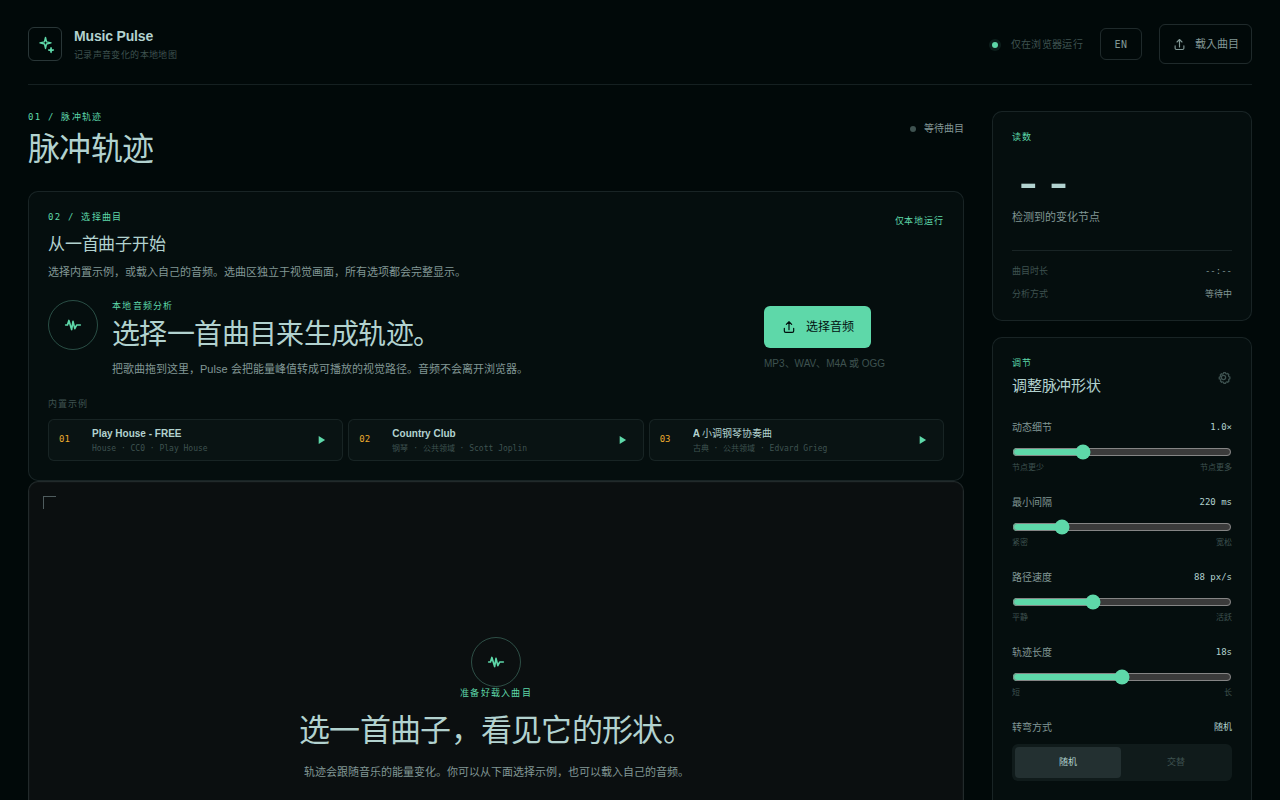 Music Pulse
记录声音变化的本地地图
仅在浏览器运行
EN
载入曲目
01 / 脉冲轨迹
脉冲轨迹
等待曲目
02 / 选择曲目
从一首曲子开始
选择内置示例，或载入自己的音频。选曲区独立于视觉画面，所有选项都会完整显示。
仅本地运行
本地音频分析
选择一首曲目来生成轨迹。
把歌曲拖到这里，Pulse 会把能量峰值转成可播放的视觉路径。音频不会离开浏览器。
选择音频
MP3、WAV、M4A 或 OGG
内置示例
01
Play House - FREE
House · CC0 · Play House
02
Country Club
钢琴 · 公共领域 · Scott Joplin
03
A 小调钢琴协奏曲
古典 · 公共领域 · Edvard Grieg
准备好载入曲目
选一首曲子，看见它的形状。
轨迹会跟随音乐的能量变化。你可以从下面选择示例，也可以载入自己的音频。
读数
--
检测到的变化节点
曲目时长 --:--
分析方式 等待中
调节
调整脉冲形状
动态细节 1.0×
节点更少 节点更多
最小间隔 220 ms
紧密 宽松
路径速度 88 px/s
平静 活跃
轨迹长度 18s
短 长
转弯方式 随机
随机 交替